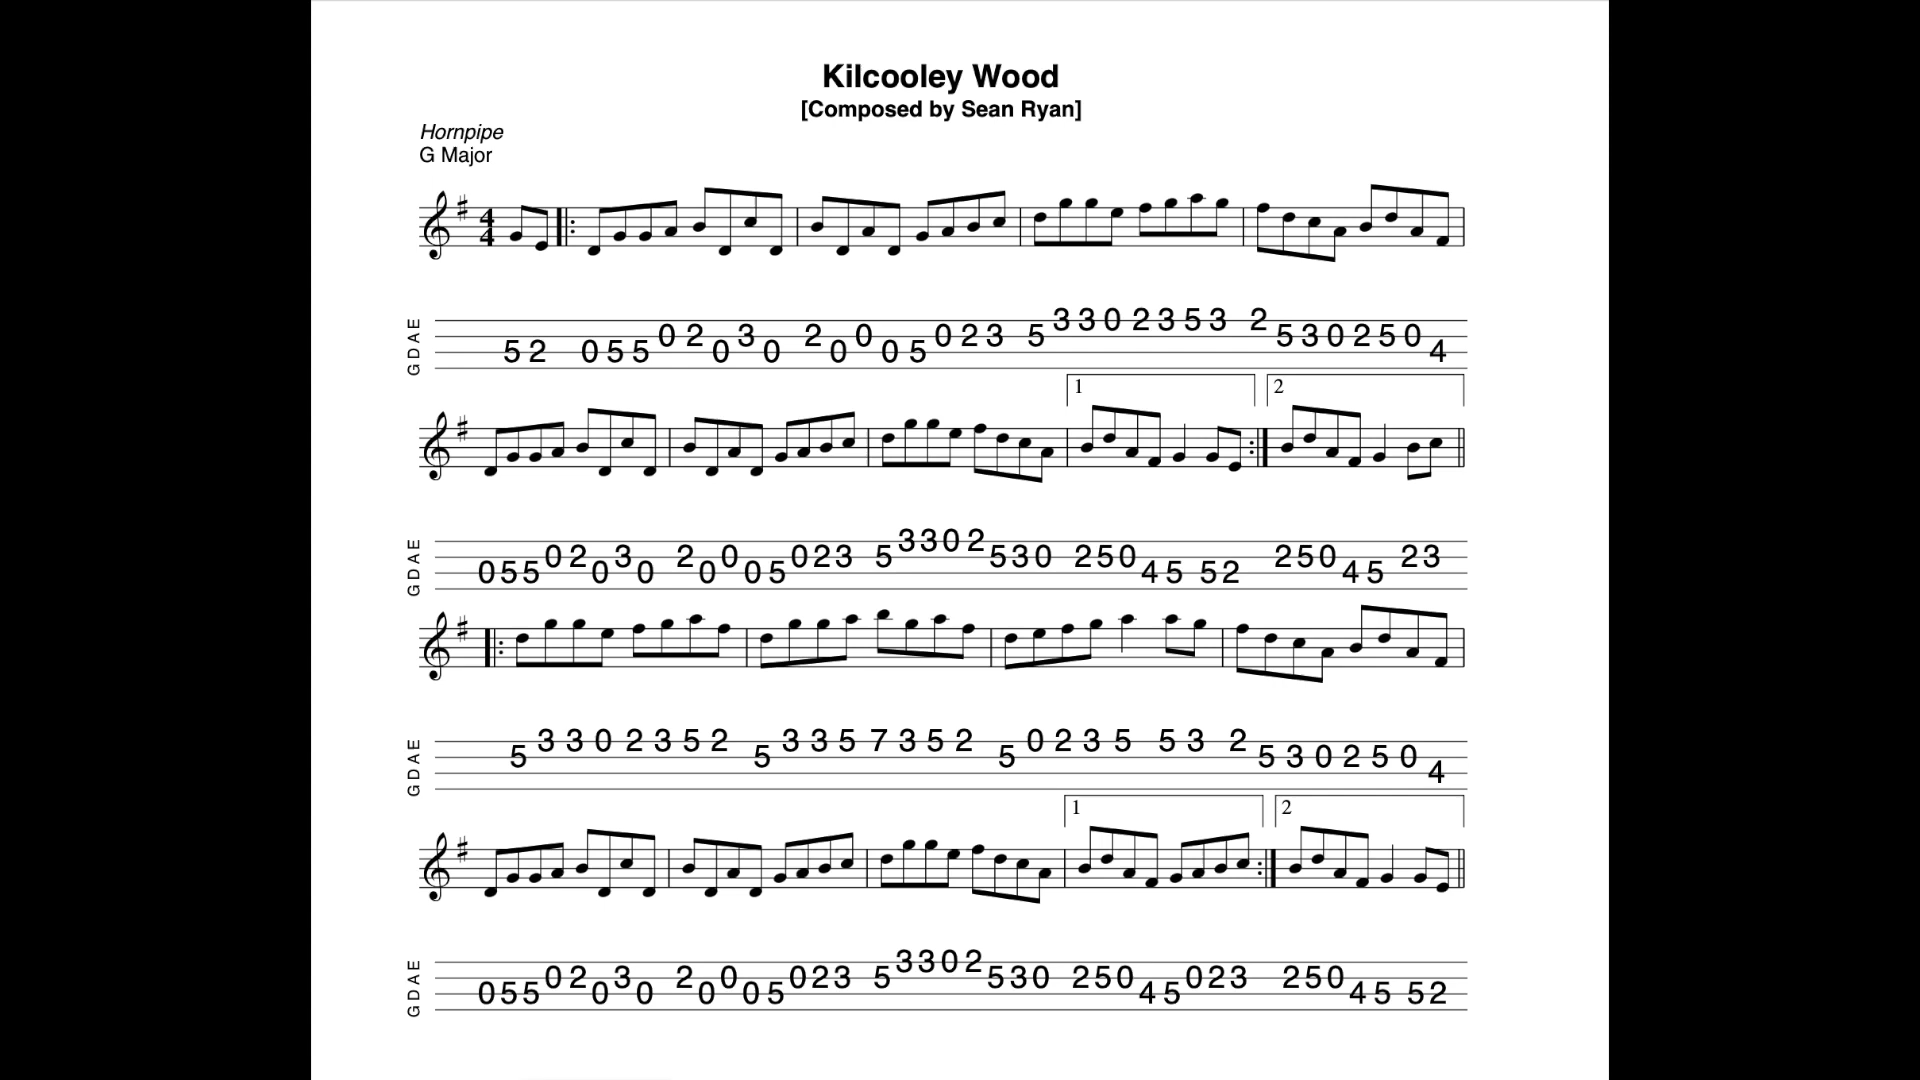 Kilcooley Wood
[Composed by Sean Ryan]
Hornpipe
G Major
4
4
E A D G
5 2 0 5 5 0 2 0 3 0 2 0 0 0 5 0 2 3 5 3 3 0 2 3 5 3 2 5 3 0 2 5 0 4
1 2
E A D G
0 5 5 0 2 0 3 0 2 0 0 0 5 0 2 3 5 3 3 0 2 5 3 0 2 5 0 4 5 5 2 2 5 0 4 5 2 3
E A D G
5 3 3 0 2 3 5 2 5 3 3 5 7 3 5 2 5 0 2 3 5 5 3 2 5 3 0 2 5 0 4
1 2
E A D G
0 5 5 0 2 0 3 0 2 0 0 0 5 0 2 3 5 3 3 0 2 5 3 0 2 5 0 4 5 0 2 3 2 5 0 4 5 5 2